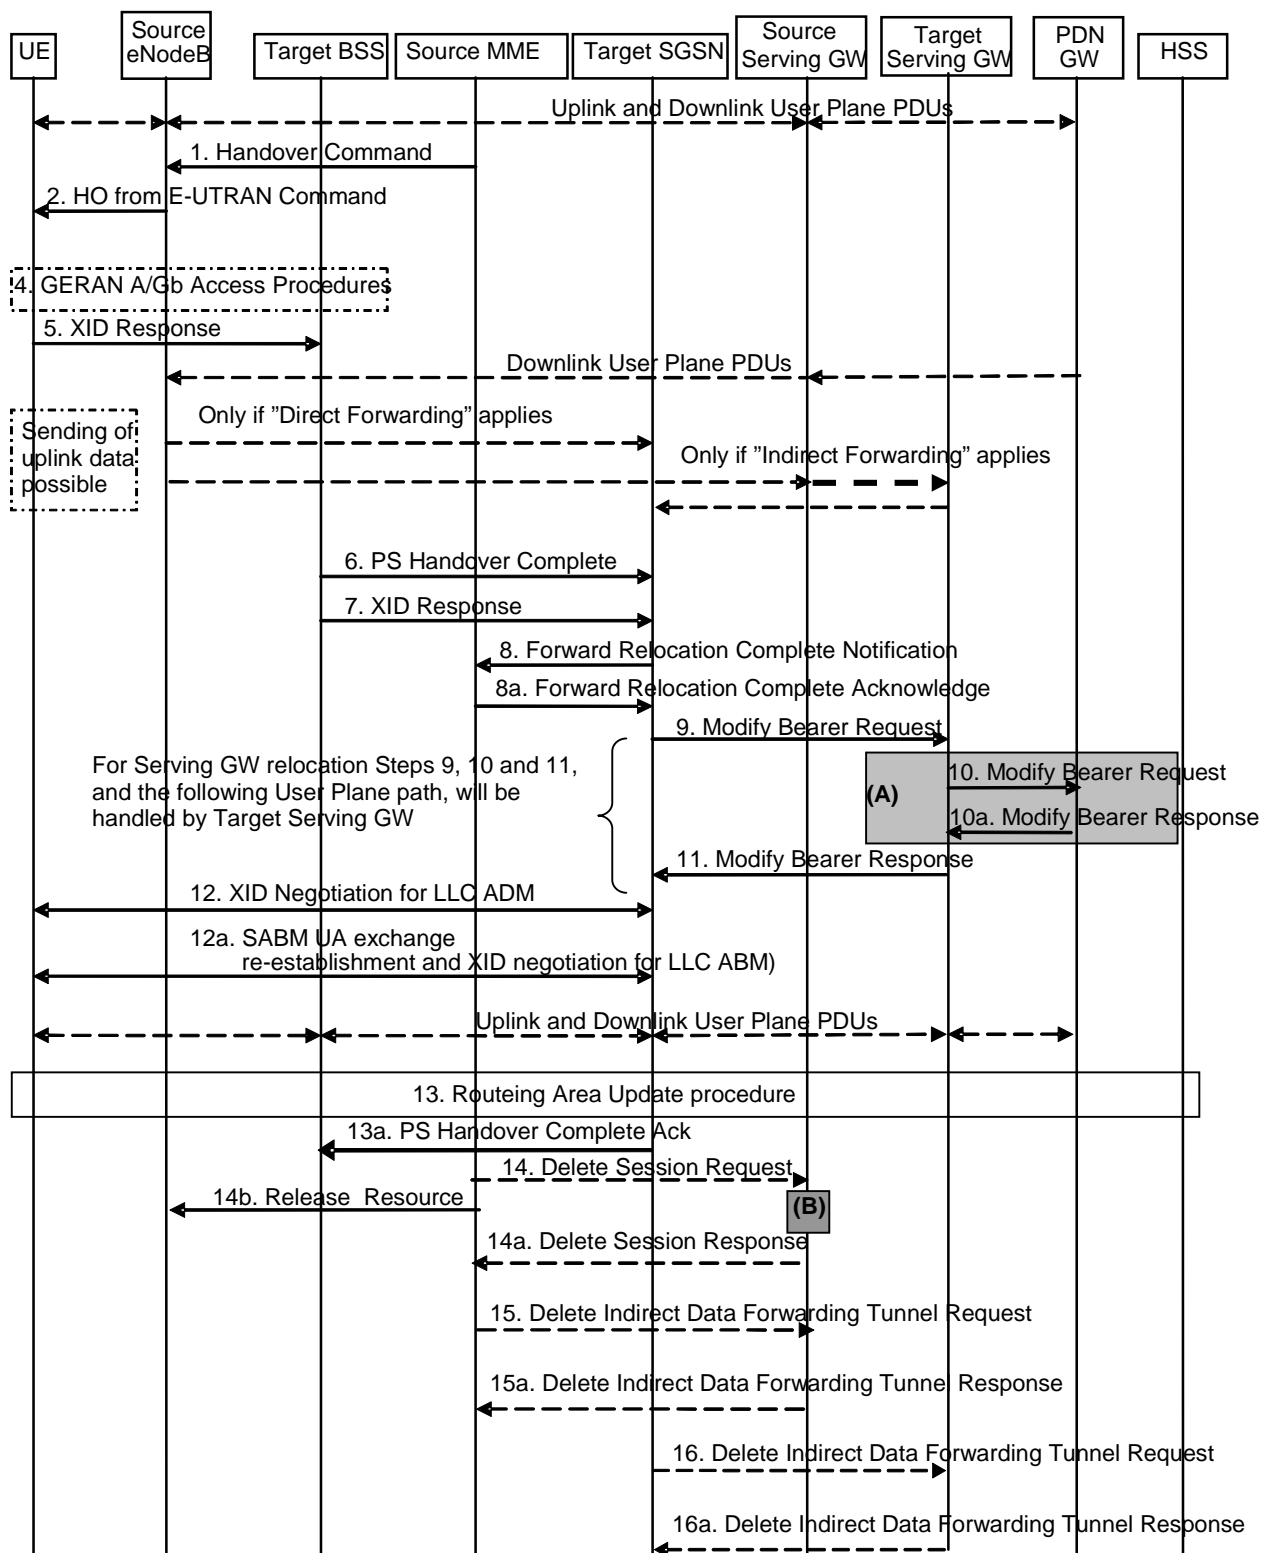 UE
Source
eNodeB
Target BSS
Source MME
Target SGSN
Source
Serving GW
Target
Serving GW
PDN
GW
HSS
Uplink and Downlink User Plane PDUs
1. Handover Command
2. HO from E-UTRAN Command
4. GERAN A/Gb Access Procedures
5. XID Response
Downlink User Plane PDUs
Only if ”Direct Forwarding” applies
Sending of
uplink data
possible
Only if ”Indirect Forwarding” applies
6. PS Handover Complete
7. XID Response
8. Forward Relocation Complete Notification
8a. Forward Relocation Complete Acknowledge
9. Modify Bearer Request
For Serving GW relocation Steps 9, 10 and 11,
and the following User Plane path, will be
handled by Target Serving GW
(A)
10. Modify Bearer Request
10a. Modify Bearer Response
11. Modify Bearer Response
12. XID Negotiation for LLC ADM
12a. SABM UA exchange
re-establishment and XID negotiation for LLC ABM)
Uplink and Downlink User Plane PDUs
13. Routeing Area Update procedure
13a. PS Handover Complete Ack
14. Delete Session Request
14b. Release Resource
(B)
14a. Delete Session Response
15. Delete Indirect Data Forwarding Tunnel Request
15a. Delete Indirect Data Forwarding Tunnel Response
16. Delete Indirect Data Forwarding Tunnel Request
16a. Delete Indirect Data Forwarding Tunnel Response